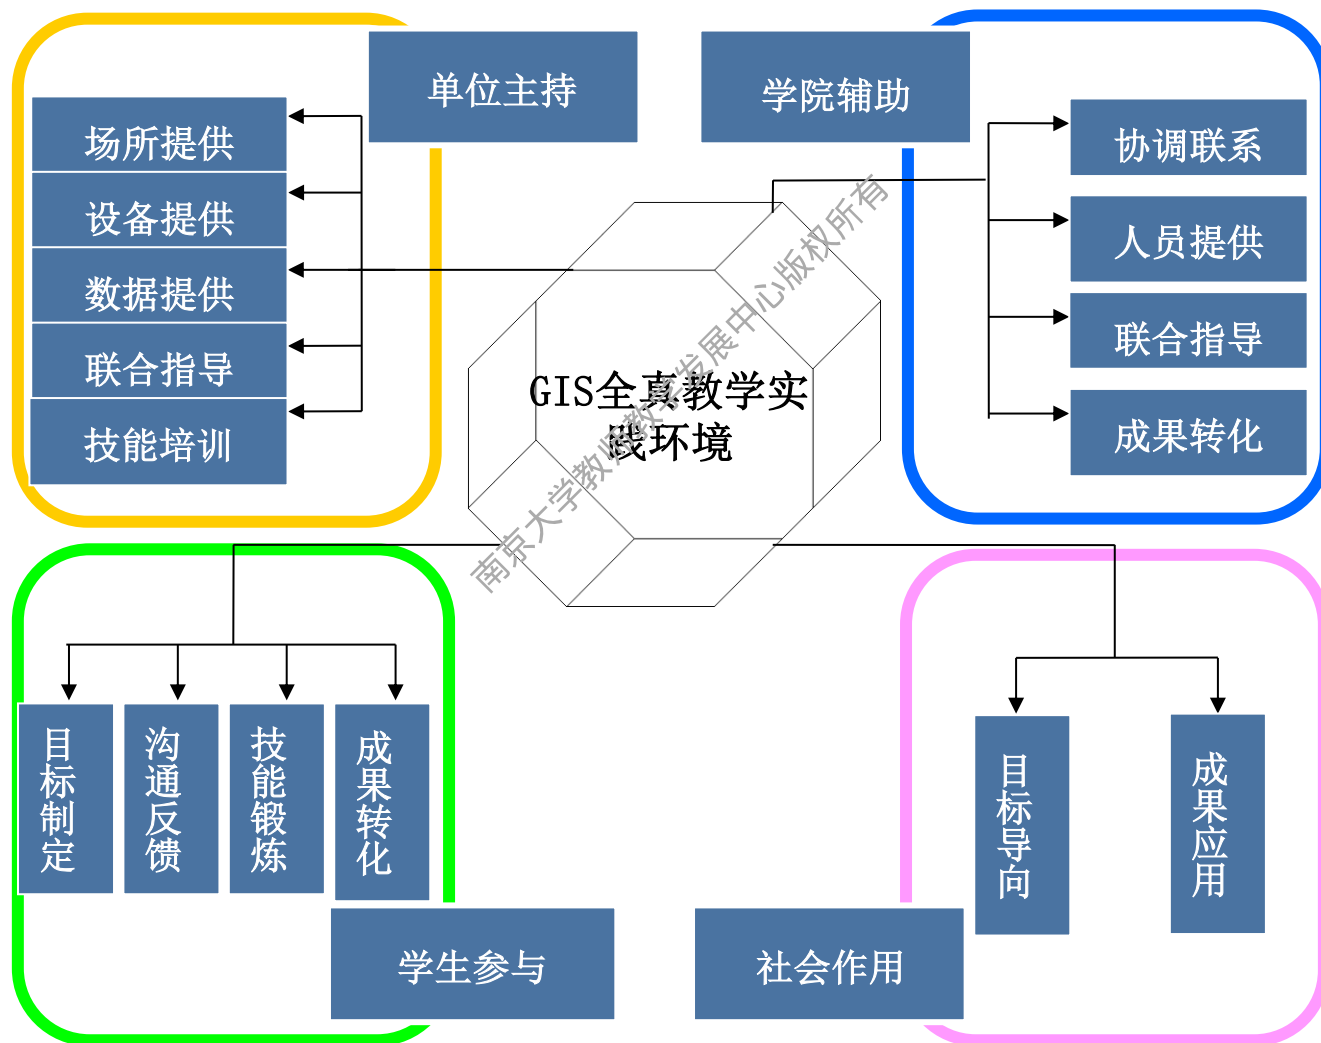 单位主持
学院辅助
场所提供
设备提供
数据提供
联合指导
技能培训
协调联系
人员提供
联合指导
成果转化
GIS全真教学实
践环境
南京大学教师教学发展中心版权所有
目标制定
沟通反馈
技能锻炼
成果转化
目标导向
成果应用
学生参与
社会作用